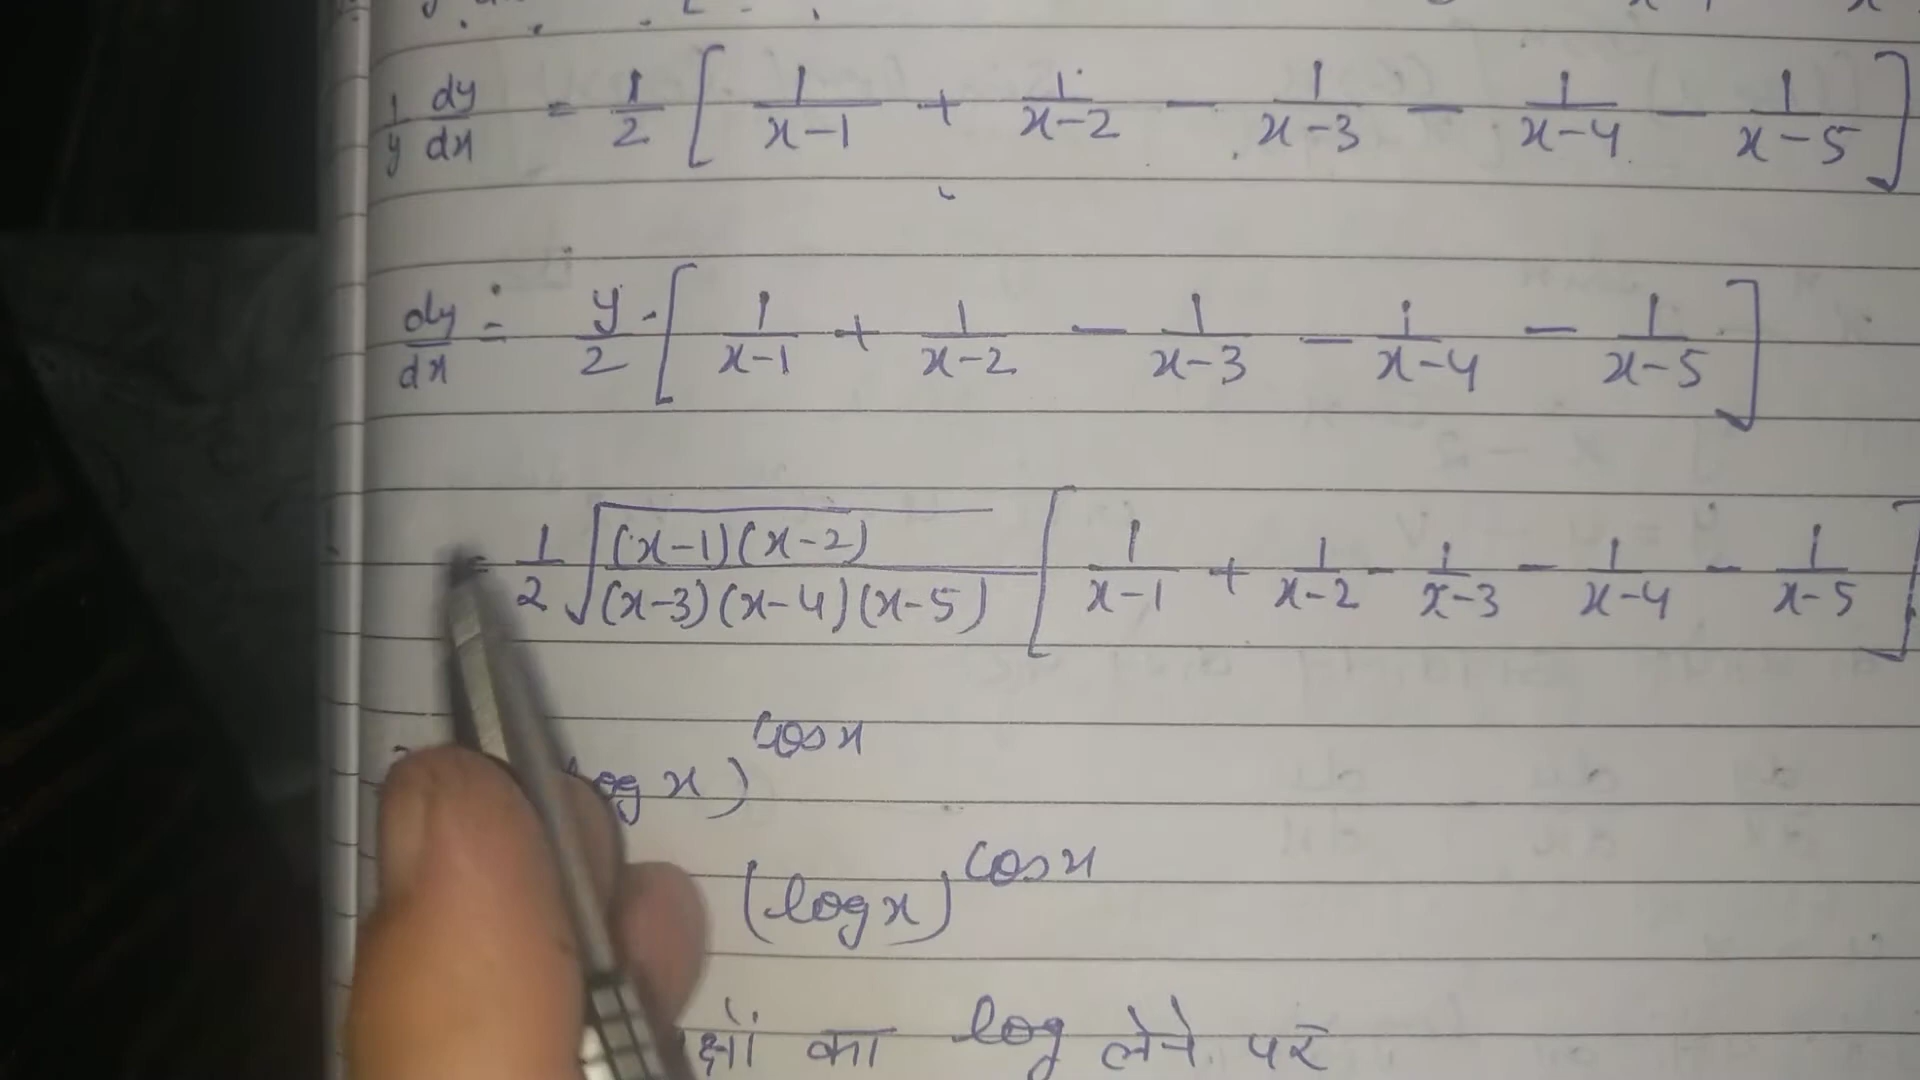 1/y dy/dx = 1/2 [ 1/(x-1) + 1/(x-2) - 1/(x-3) - 1/(x-4) - 1/(x-5) ]
dy/dx = y/2 · [ 1/(x-1) + 1/(x-2) - 1/(x-3) - 1/(x-4) - 1/(x-5) ]
= 1/2 √( (x-1)(x-2) / (x-3)(x-4)(x-5) ) [ 1/(x-1) + 1/(x-2) - 1/(x-3) - 1/(x-4) - 1/(x-5) ]
og x)^cos x
(log x)^cos x
क्षों का log लेने पर